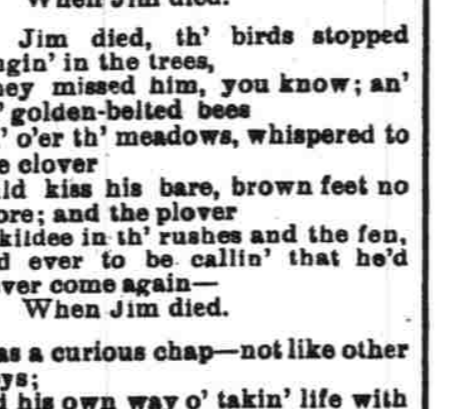 When Jim died.
Jim died, th' birds stopped
ngin' in the trees,
ey missed him, you know; an'
' golden-belted bees
' o'er th' meadows, whispered to
e clover
ld kiss his bare, brown feet no
ore; and the plover
kildee in th' rushes and the fen,
d ever to be callin' that he'd
ver come again—
When Jim died.
as a curious chap—not like other
ys;
d his own way o' takin' life with